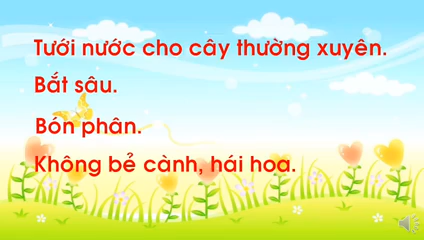 Tưới nước cho cây thường xuyên.
Bắt sâu.
Bón phân.
Không bẻ cành, hái hoa.